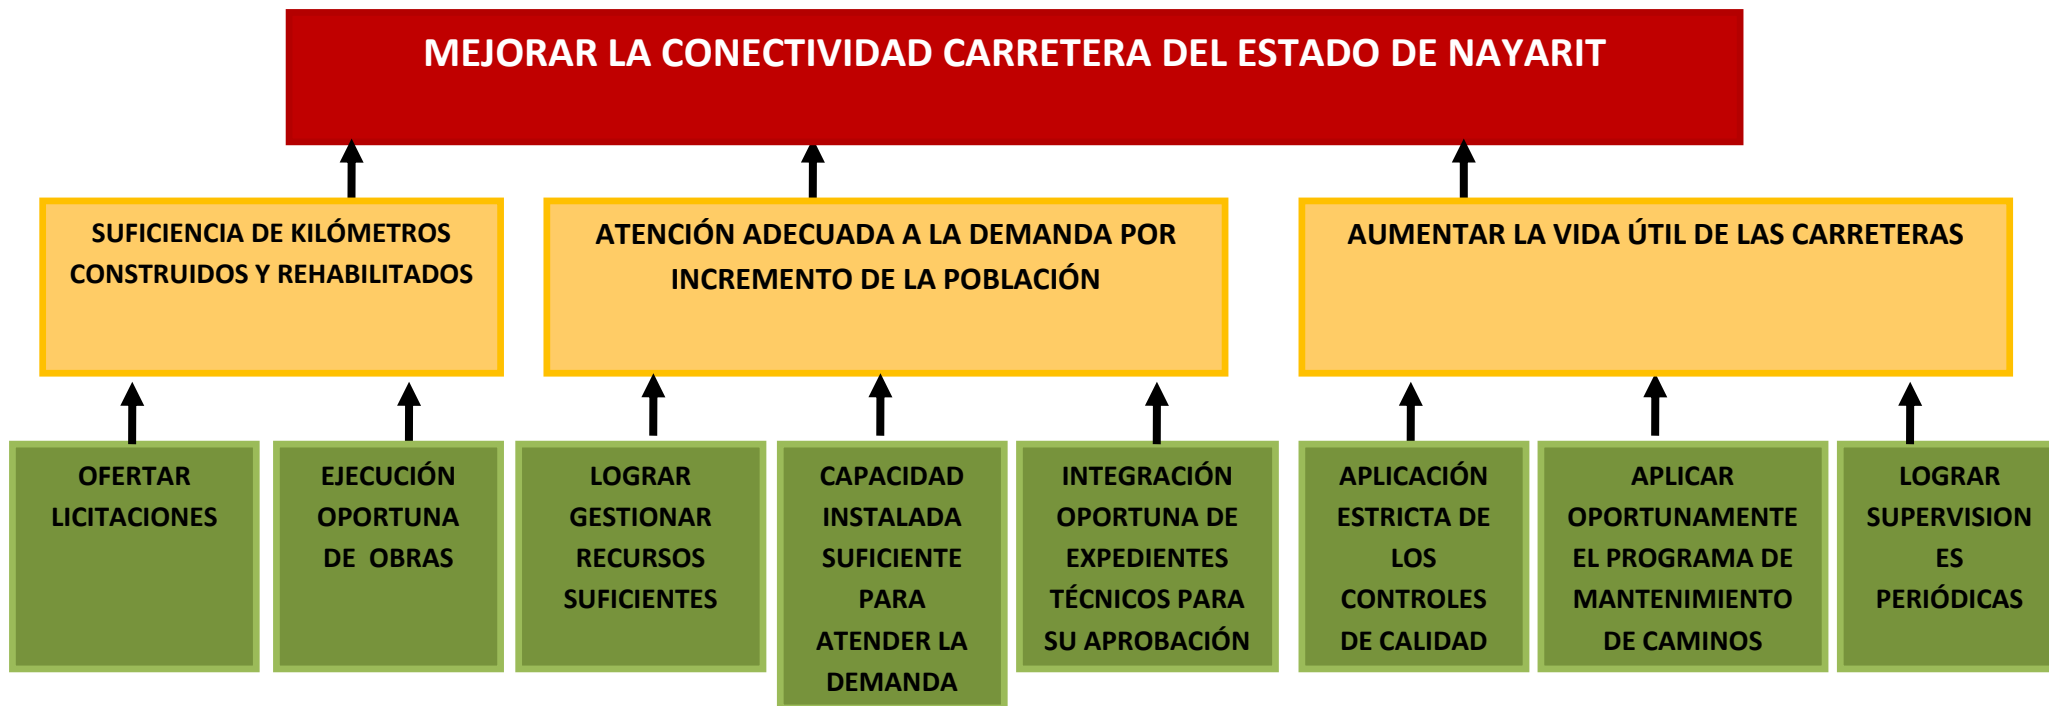 MEJORAR LA CONECTIVIDAD CARRETERA DEL ESTADO DE NAYARIT
SUFICIENCIA DE KILÓMETROS
CONSTRUIDOS Y REHABILITADOS
ATENCIÓN ADECUADA A LA DEMANDA POR
INCREMENTO DE LA POBLACIÓN
AUMENTAR LA VIDA ÚTIL DE LAS CARRETERAS
OFERTAR
LICITACIONES
EJECUCIÓN
OPORTUNA
DE OBRAS
LOGRAR
GESTIONAR
RECURSOS
SUFICIENTES
CAPACIDAD
INSTALADA
SUFICIENTE
PARA
ATENDER LA
DEMANDA
INTEGRACIÓN
OPORTUNA DE
EXPEDIENTES
TÉCNICOS PARA
SU APROBACIÓN
APLICACIÓN
ESTRICTA DE
LOS
CONTROLES
DE CALIDAD
APLICAR
OPORTUNAMENTE
EL PROGRAMA DE
MANTENIMIENTO
DE CAMINOS
LOGRAR
SUPERVISION
ES
PERIÓDICAS